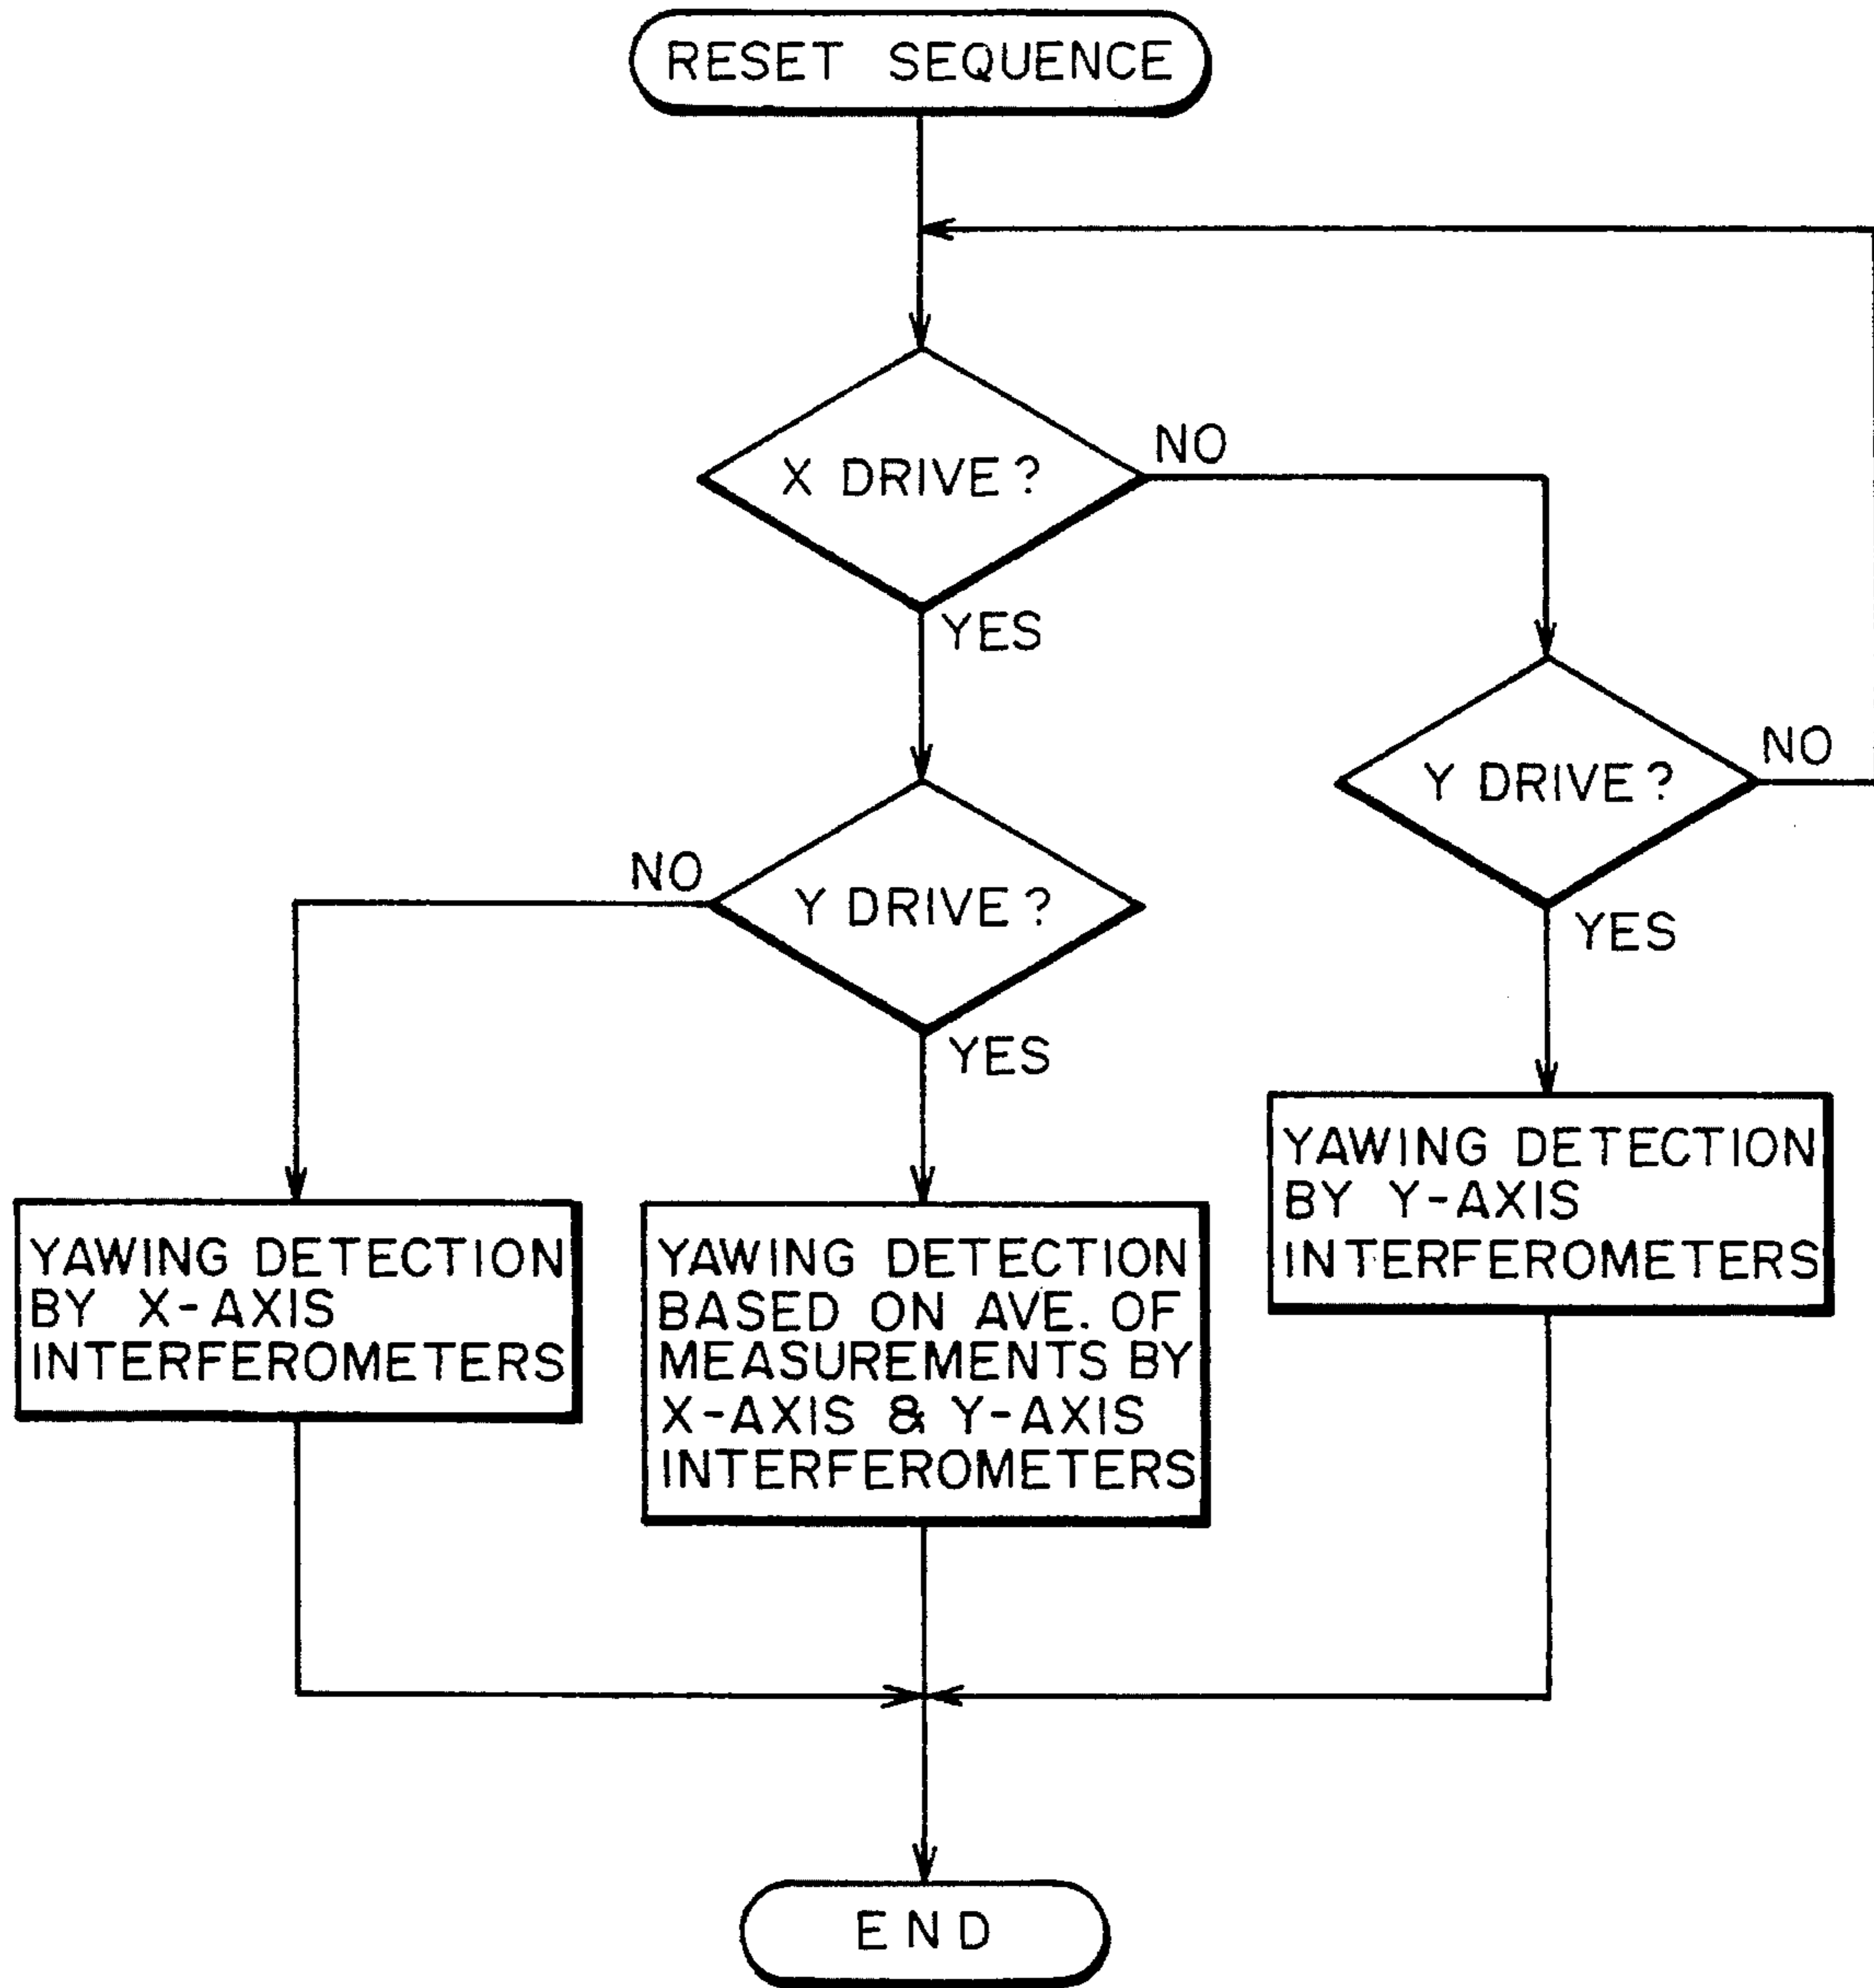 RESET SEQUENCE
X DRIVE?
NO
YES
Y DRIVE?
NO
YES
Y DRIVE?
NO
YES
YAWING DETECTION
BY X-AXIS
INTERFEROMETERS
YAWING DETECTION
BASED ON AVE. OF
MEASUREMENTS BY
X-AXIS & Y-AXIS
INTERFEROMETERS
YAWING DETECTION
BY Y-AXIS
INTERFEROMETERS
END